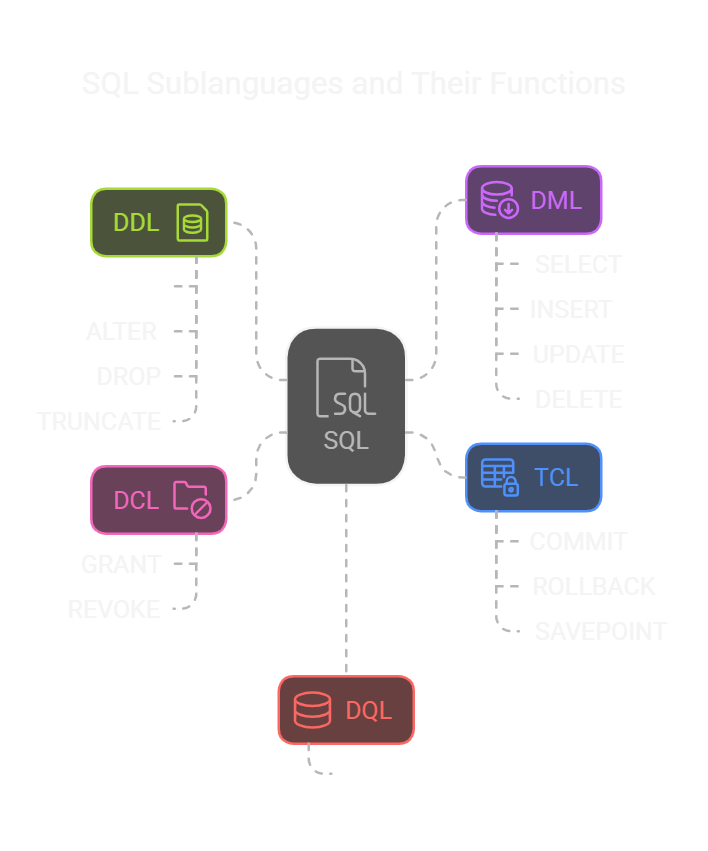 SQL Sublanguages and Their Functions
DDL
ALTER
DROP
TRUNCATE
DML
SELECT
INSERT
UPDATE
DELETE
SQL
SQL
DCL
GRANT
REVOKE
TCL
COMMIT
ROLLBACK
SAVEPOINT
DQL